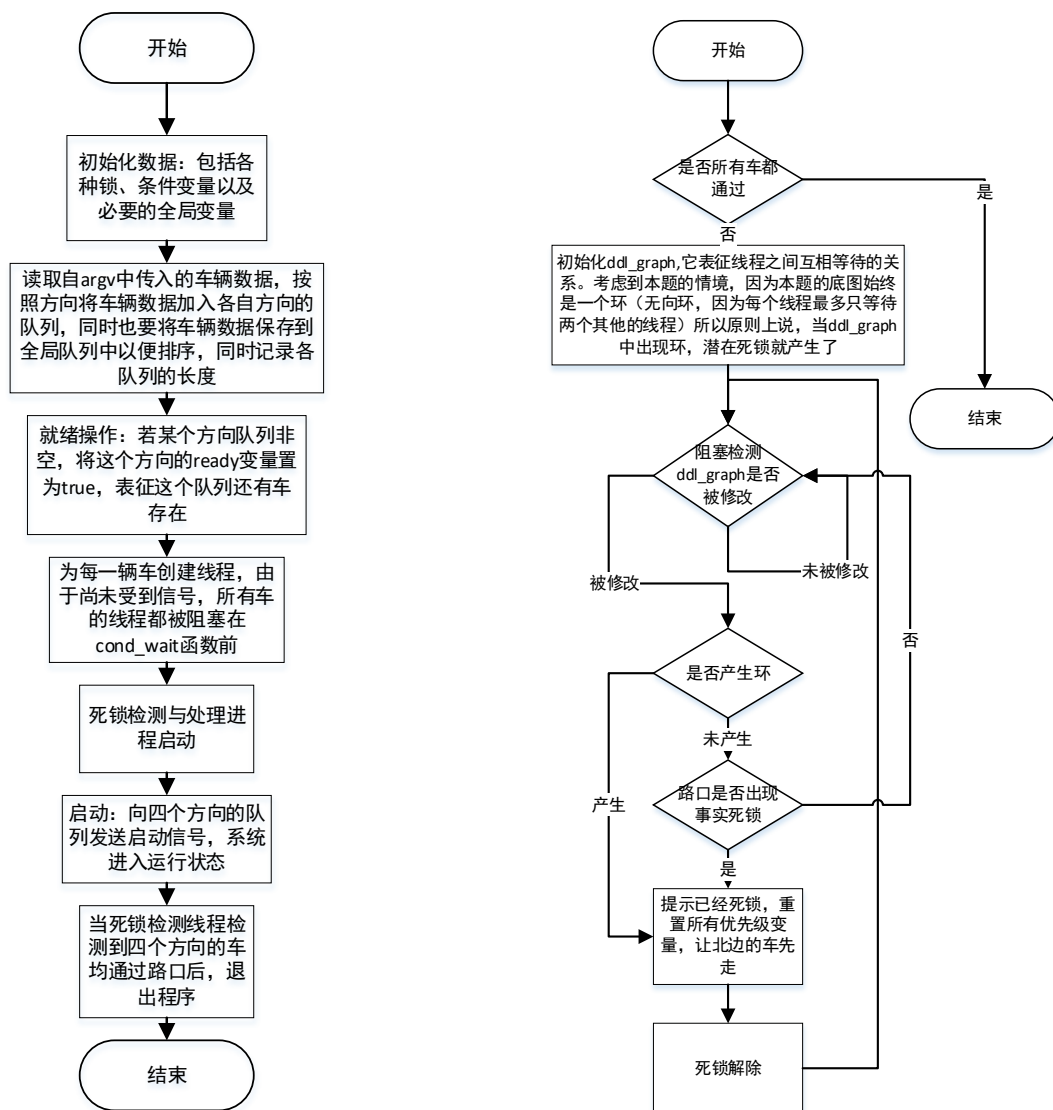 开始
初始化数据：包括各
种锁、条件变量以及
必要的全局变量
读取自argv中传入的车辆数据，按
照方向将车辆数据加入各自方向的
队列，同时也要将车辆数据保存到
全局队列中以便排序，同时记录各
队列的长度
就绪操作：若某个方向队列非
空，将这个方向的ready变量置
为true，表征这个队列还有车
存在
为每一辆车创建线程，由
于尚未受到信号，所有车
的线程都被阻塞在
cond_wait函数前
死锁检测与处理进
程启动
启动：向四个方向的队
列发送启动信号，系统
进入运行状态
当死锁检测线程检
测到四个方向的车
均通过路口后，退
出程序
结束
开始
是否所有车都
通过
是
否
初始化ddl_graph,它表征线程之间互相等待的关
系。考虑到本题的情境，因为本题的底图始终
是一个环（无向环，因为每个线程最多只等待
两个其他的线程）所以原则上说，当ddl_graph
中出现环，潜在死锁就产生了
结束
阻塞检测
ddl_graph是否
被修改
未被修改
被修改
否
是否产生环
未产生
产生
路口是否出现
事实死锁
是
提示已经死锁，重
置所有优先级变
量，让北边的车先
走
死锁解除